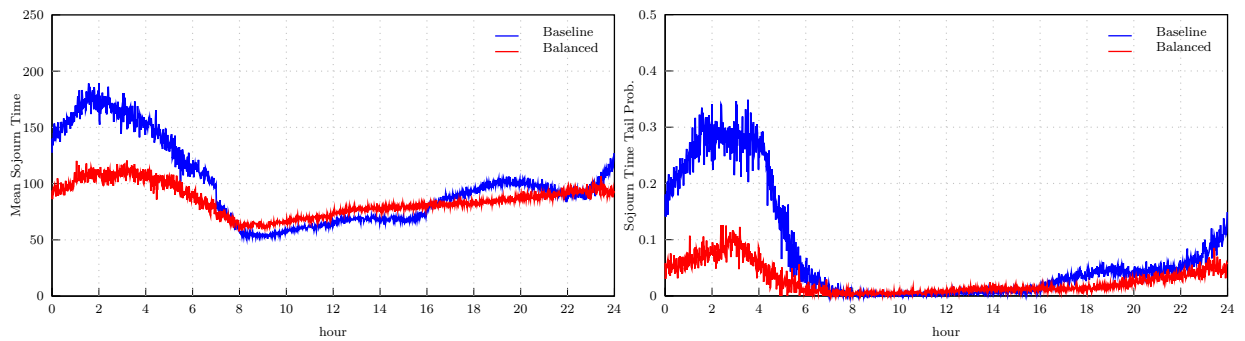 250
200
150
100
50
0
Mean Sojourn Time
Baseline
Balanced
0 2 4 6 8 10 12 14 16 18 20 22 24
hour
0.5
0.4
0.3
0.2
0.1
0
Sojourn Time Tail Prob.
Baseline
Balanced
0 2 4 6 8 10 12 14 16 18 20 22 24
hour